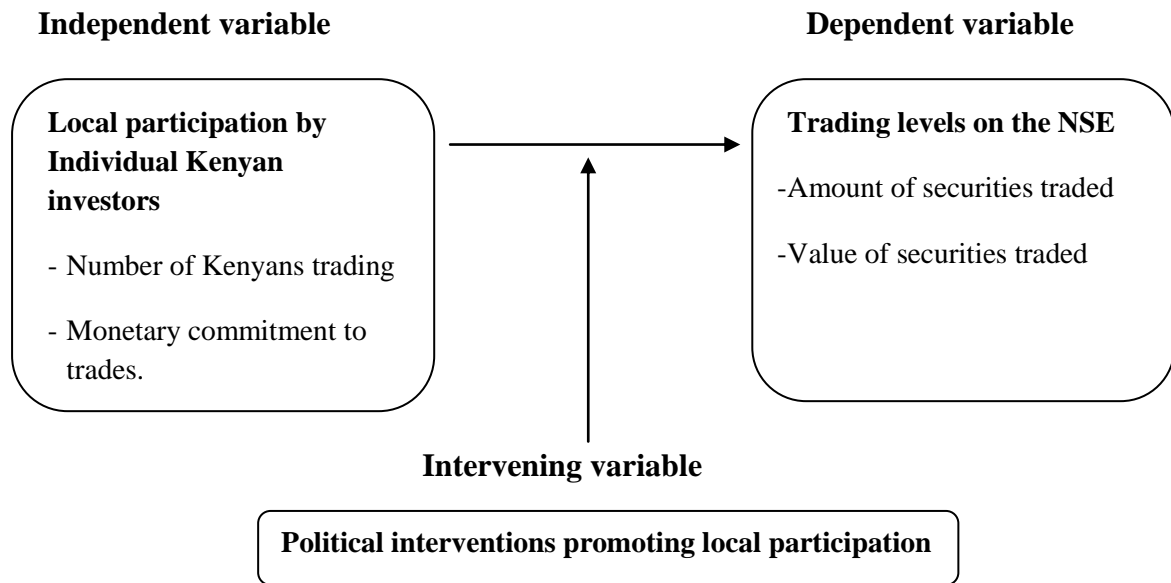 Independent variable
Dependent variable
Local participation by
Individual Kenyan
investors
- Number of Kenyans trading
- Monetary commitment to
trades.
Trading levels on the NSE
-Amount of securities traded
-Value of securities traded
Intervening variable
Political interventions promoting local participation